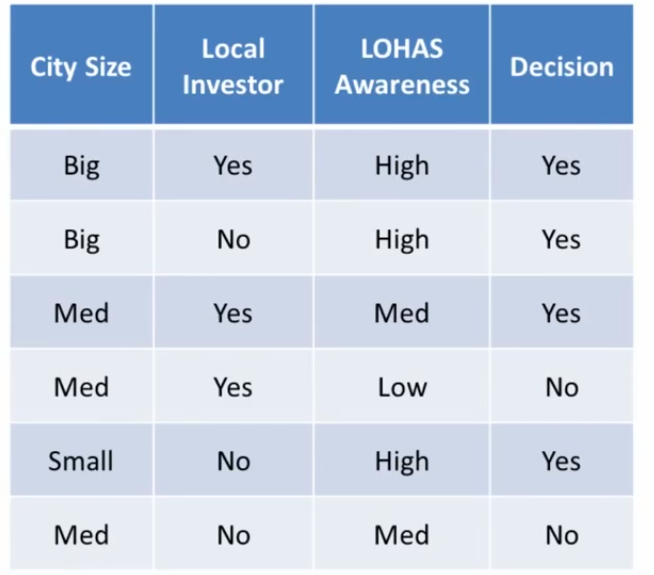 City Size Local Investor LOHAS Awareness Decision
Big Yes High Yes
Big No High Yes
Med Yes Med Yes
Med Yes Low No
Small No High Yes
Med No Med No